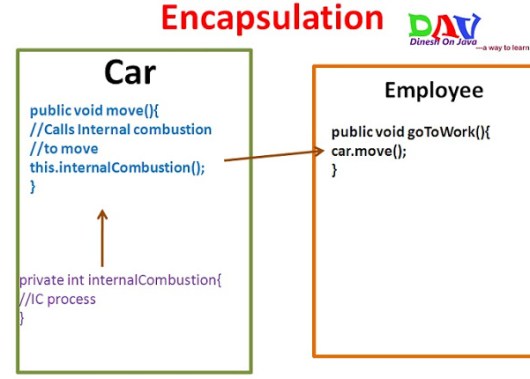 Encapsulation
DAV
Dinesh On Java
—a way to learn
Car
public void move(){
//Calls Internal combustion
//to move
this.internalCombustion();
}
private int internalCombustion{
//IC process
}
Employee
public void goToWork(){
car.move();
}